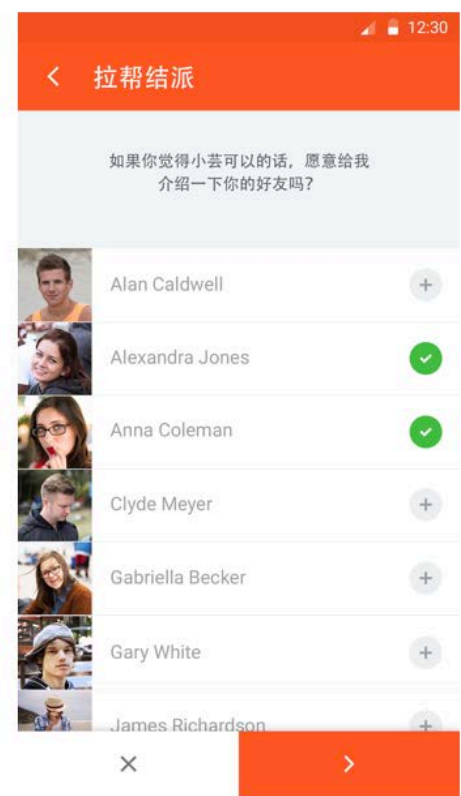 12:30
拉帮结派
如果你觉得小芸可以的话，愿意给我
介绍一下你的好友吗？
Alan Caldwell
Alexandra Jones
Anna Coleman
Clyde Meyer
Gabriella Becker
Gary White
James Richardson